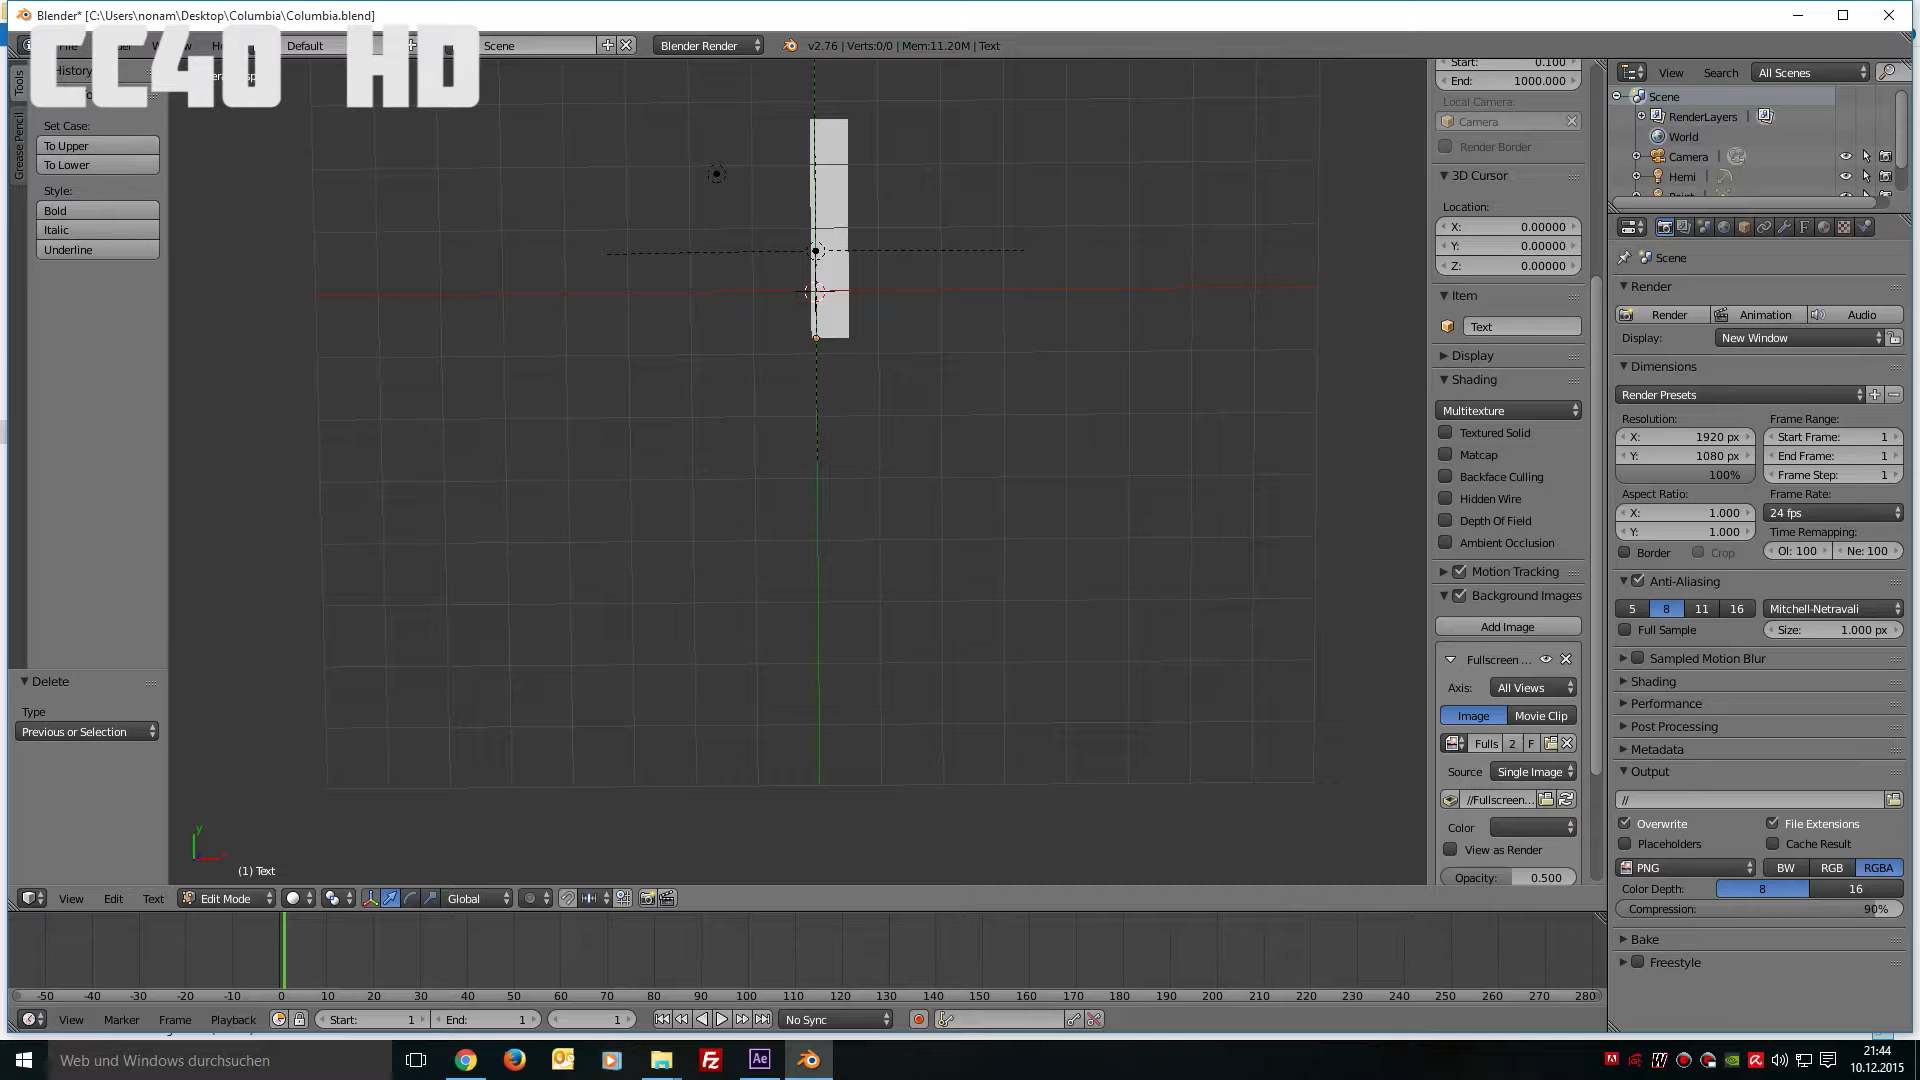 Blender* [C:\Users\nonam\Desktop\Columbia\Columbia.blend]
CC40 HD
Default
Scene
Blender Render
v2.76 | Verts:0/0 | Mem:11.20M | Text
Tools
Grease Pencil
History
Set Case:
To Upper
To Lower
Style:
Bold
Italic
Underline
Delete
Type
Previous or Selection
y
(1) Text
View
Edit
Text
Edit Mode
Global
Start: 0.100
End: 1000.000
Local Camera:
Camera
Render Border
3D Cursor
Location:
X: 0.00000
Y: 0.00000
Z: 0.00000
Item
Text
Display
Shading
Multitexture
Textured Solid
Matcap
Backface Culling
Hidden Wire
Depth Of Field
Ambient Occlusion
Motion Tracking
Background Images
Add Image
Fullscreen ...
Axis: All Views
Image Movie Clip
Fulls 2 F
Source Single Image
//Fullscreen...
Color
View as Render
Opacity: 0.500
View Search All Scenes
Scene
RenderLayers
World
Camera
Hemi
Scene
Render
Render Animation Audio
Display: New Window
Dimensions
Render Presets
Resolution: Frame Range:
X: 1920 px Start Frame: 1
Y: 1080 px End Frame: 1
100% Frame Step: 1
Aspect Ratio: Frame Rate:
X: 1.000 24 fps
Y: 1.000 Time Remapping:
Border Crop Ol: 100 Ne: 100
Anti-Aliasing
5 8 11 16 Mitchell-Netravali
Full Sample Size: 1.000 px
Sampled Motion Blur
Shading
Performance
Post Processing
Metadata
Output
//
Overwrite File Extensions
Placeholders Cache Result
PNG BW RGB RGBA
Color Depth: 8 16
Compression: 90%
Bake
Freestyle
-50 -40 -30 -20 -10 0 10 20 30 40 50 60 70 80 90 100 110 120 130 140 150 160 170 180 190 200 210 220 230 240 250 260 270 280
View Marker Frame Playback Start: 1 End: 1 1 No Sync
Web und Windows durchsuchen
Ae
21:44
10.12.2015